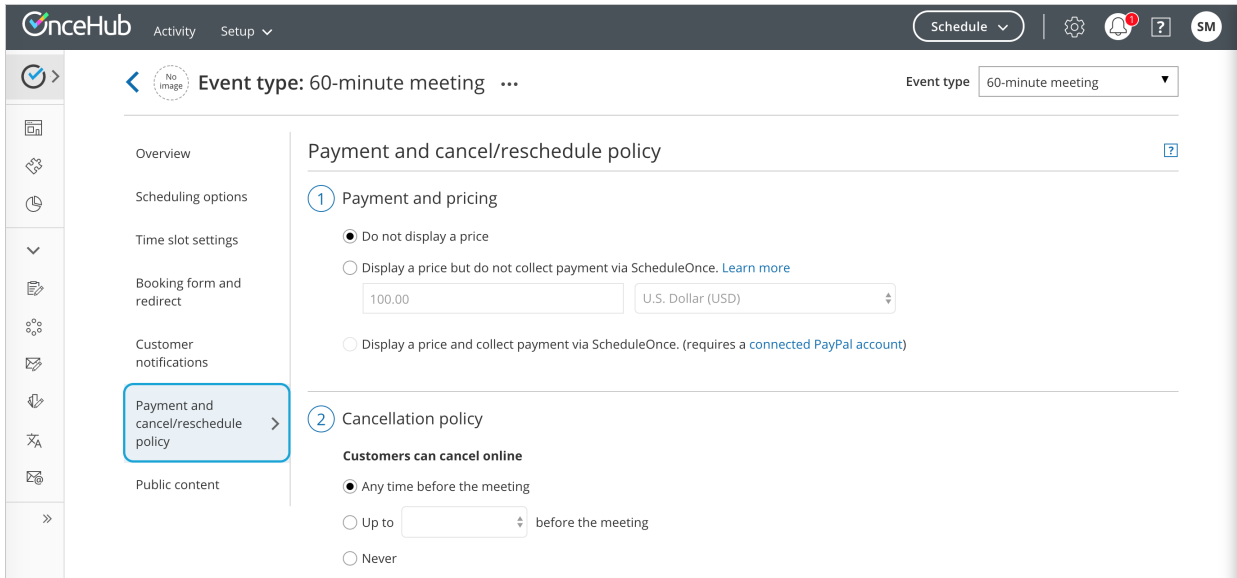 OnceHub
Activity
Setup
Schedule
1
?
SM
No
image
Event type: 60-minute meeting
...
Event type
60-minute meeting
Overview
Scheduling options
Time slot settings
Booking form and
redirect
Customer
notifications
Payment and
cancel/reschedule
policy
Public content
Payment and cancel/reschedule policy
?
1 Payment and pricing
Do not display a price
Display a price but do not collect payment via ScheduleOnce. Learn more
100.00
U.S. Dollar (USD)
Display a price and collect payment via ScheduleOnce. (requires a connected PayPal account)
2 Cancellation policy
Customers can cancel online
Any time before the meeting
Up to before the meeting
Never